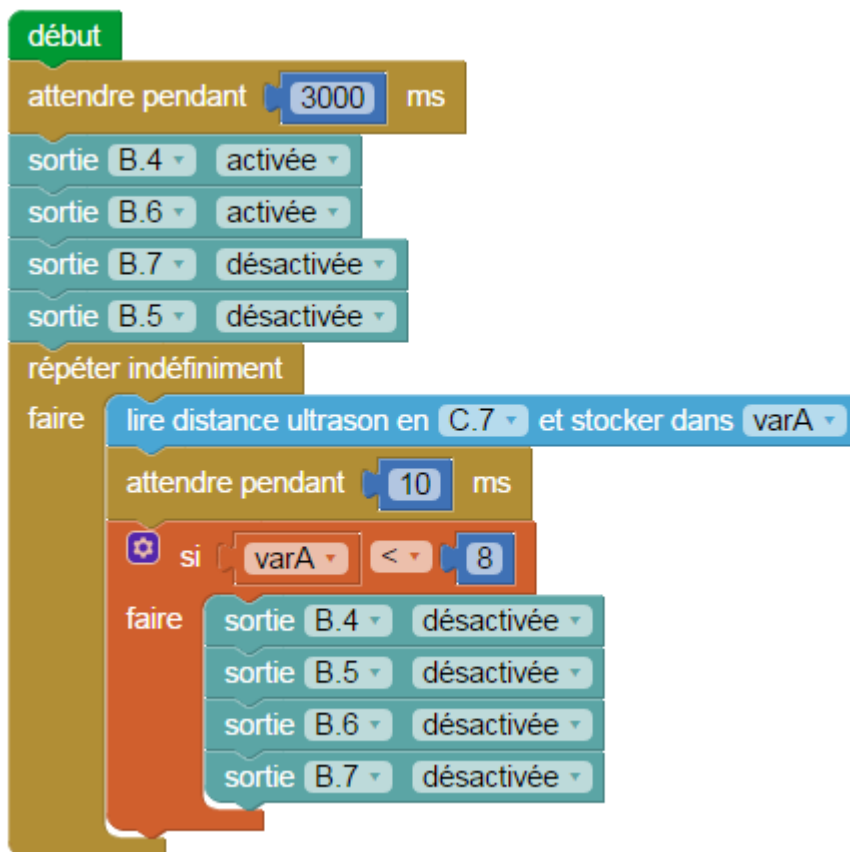 début
attendre pendant 3000 ms
sortie B.4 activée
sortie B.6 activée
sortie B.7 désactivée
sortie B.5 désactivée
répéter indéfiniment
faire lire distance ultrason en C.7 et stocker dans varA
attendre pendant 10 ms
si varA < 8
faire sortie B.4 désactivée
sortie B.5 désactivée
sortie B.6 désactivée
sortie B.7 désactivée